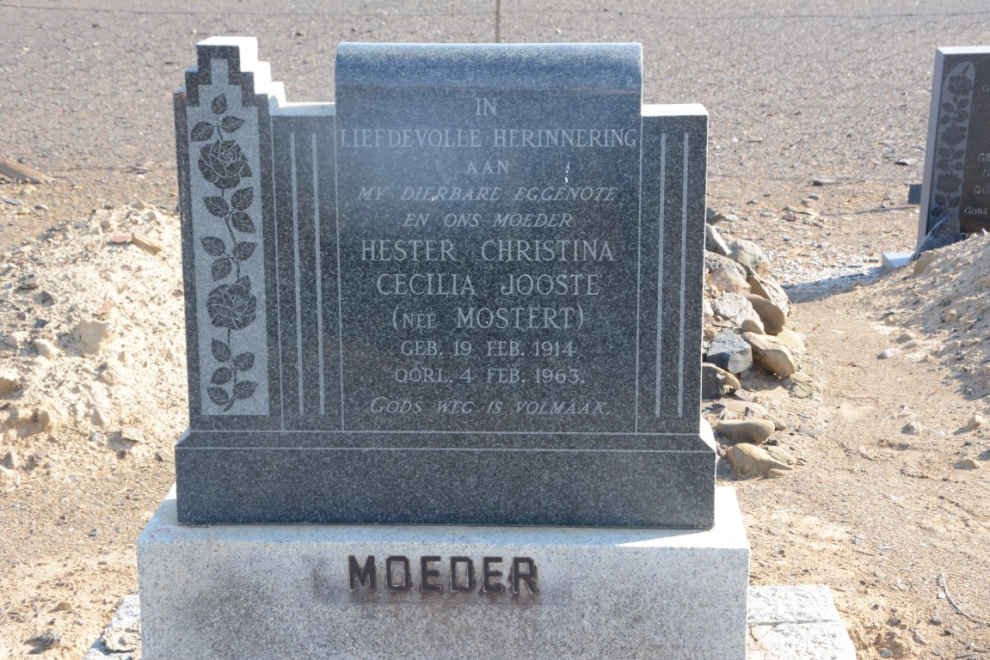 IN
LIEFDEVOLLE HERINNERING
AAN
MY DIERBARE EGGENOTE
EN ONS MOEDER
HESTER CHRISTINA
CECILIA JOOSTE
(NEE MOSTERT)
GEB. 19 FEB. 1914
OORL. 4 FEB. 1963.
GODS WEG IS VOLMAAK.
MOEDER